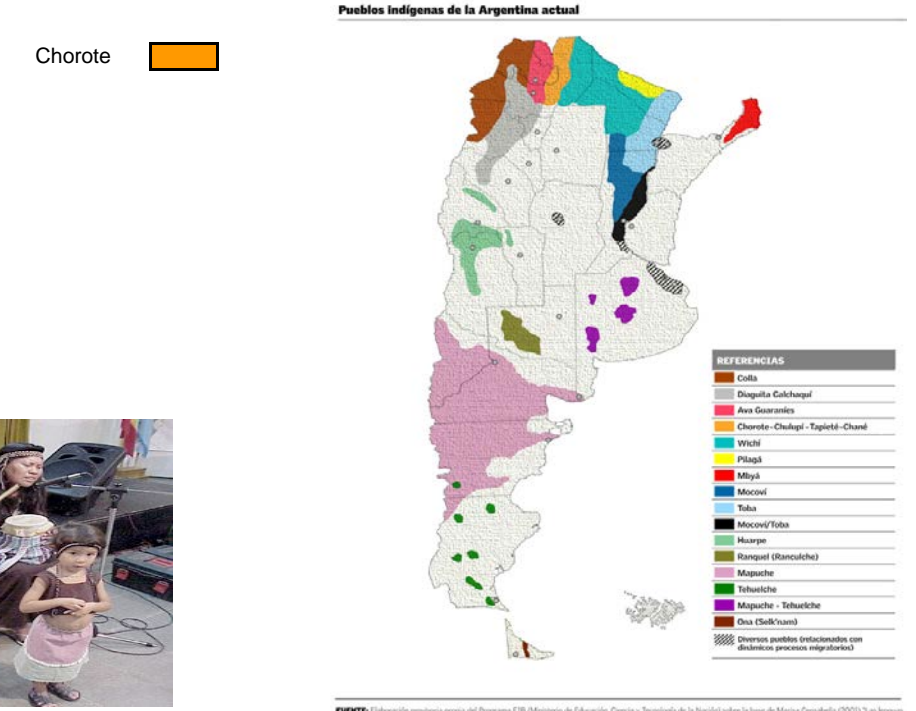 Pueblos indígenas de la Argentina actual
Chorote
REFERENCIAS
Colla
Diaguita Calchaquí
Ava Guaraníes
Chorote-Chulupí -Tapieté-Chané
Wichí
Pilagá
Mbyá
Mocoví
Toba
Mocoví/Toba
Huarpe
Ranquel (Ranculche)
Mapuche
Tehuelche
Mapuche - Tehuelche
Ona (Selk'nam)
Diversos pueblos (relacionados con
dinámicos procesos migratorios)
FUENTE: